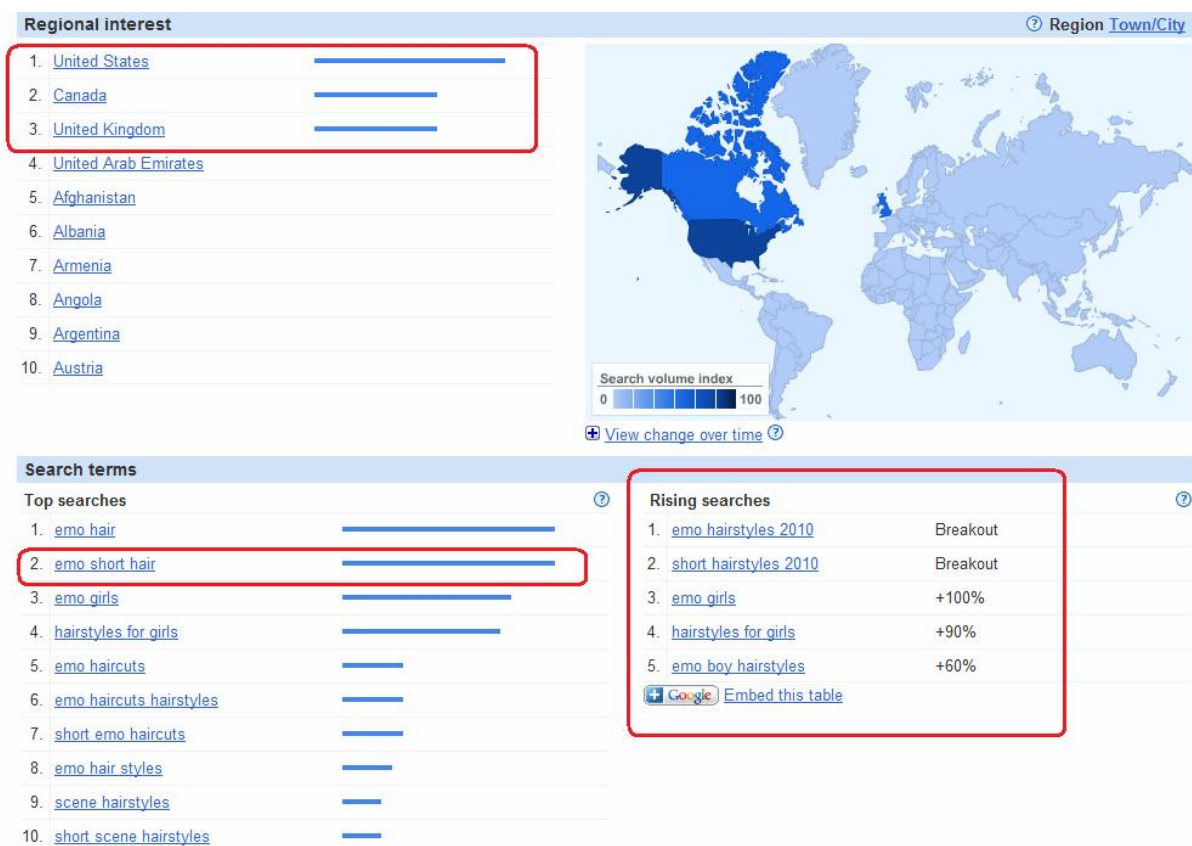 Regional interest
Region Town/City
1. United States
2. Canada
3. United Kingdom
4. United Arab Emirates
5. Afghanistan
6. Albania
7. Armenia
8. Angola
9. Argentina
10. Austria
Search volume index
0 100
View change over time
Search terms
Top searches
1. emo hair
2. emo short hair
3. emo girls
4. hairstyles for girls
5. emo haircuts
6. emo haircuts hairstyles
7. short emo haircuts
8. emo hair styles
9. scene hairstyles
10. short scene hairstyles
Rising searches
1. emo hairstyles 2010 Breakout
2. short hairstyles 2010 Breakout
3. emo girls +100%
4. hairstyles for girls +90%
5. emo boy hairstyles +60%
Google Embed this table